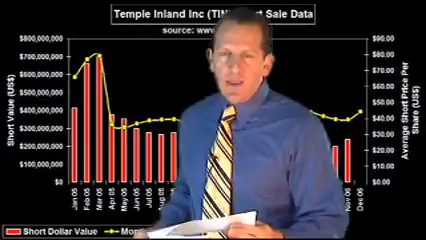 Temple Inland Inc (TIN) Sale Data
source: www
Short Value (US$)
$800,000,000
$700,000,000
$600,000,000
$500,000,000
$400,000,000
$300,000,000
$200,000,000
$100,000,000
$0.00
$90.00
$80.00
$70.00
$60.00
$50.00
$40.00
$30.00
$20.00
$10.00
$0.00
Average Short Price Per
Share (US$)
Jan 05
Feb 05
Mar 05
Apr 05
May 05
Jun 05
Jul 05
Aug 05
Nov 06
Dec 06
Short Dollar Value